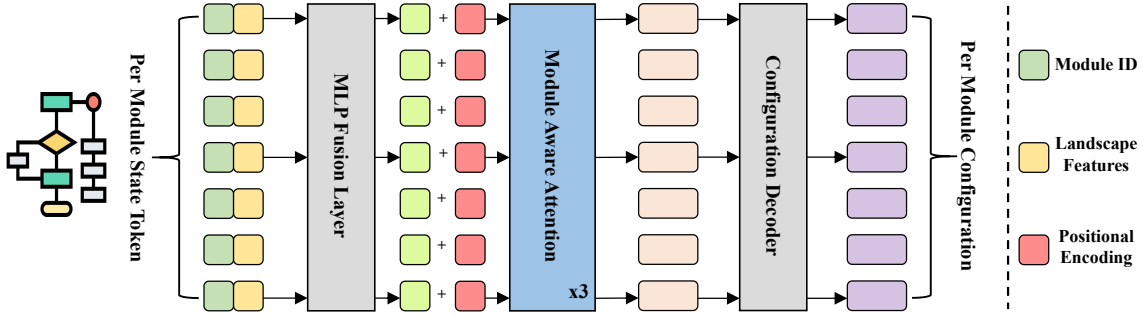 Per Module State Token
MLP Fusion Layer
+
+
+
+
+
+
+
Module Aware Attention
x3
Configuration Decoder
Per Module Configuration
Module ID
Landscape
Features
Positional
Encoding